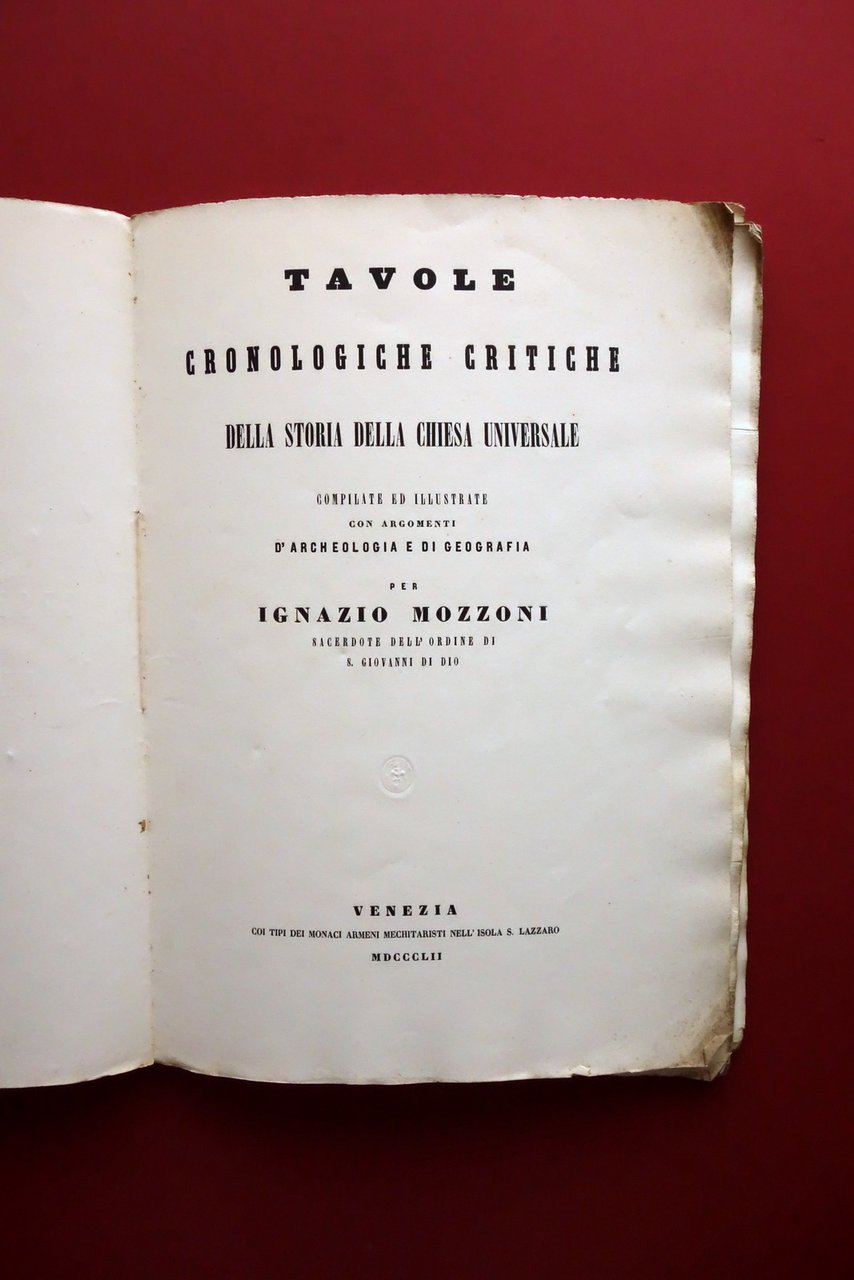 TAVOLE
CRONOLOGICHE CRITICHE
DELLA STORIA DELLA CHIESA UNIVERSALE
COMPILATE ED ILLUSTRATE
CON ARGOMENTI
D' ARCHEOLOGIA E DI GEOGRAFIA
PER
IGNAZIO MOZZONI
SACERDOTE DELL' ORDINE DI
S. GIOVANNI DI DIO
VENEZIA
COI TIPI DEI MONACI ARMENI MECHITARISTI NELL' ISOLA S. LAZZARO
MDCCCLII